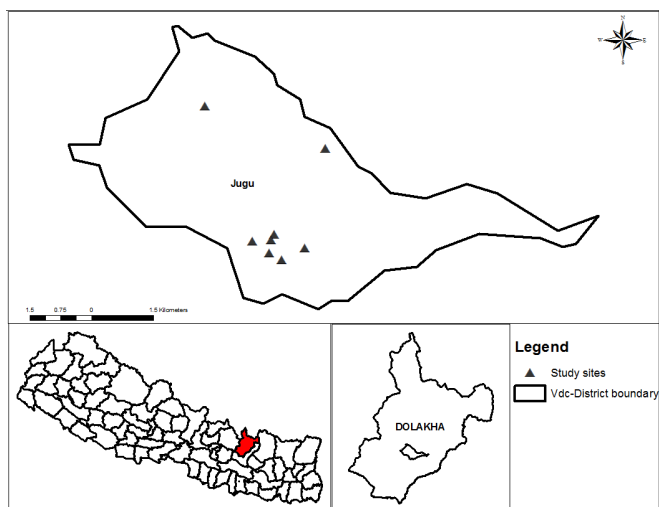 N
W E
S
Jugu
1.5 0.75 0 1.5 Kilometers
DOLAKHA
Legend
Study sites
Vdc-District boundary